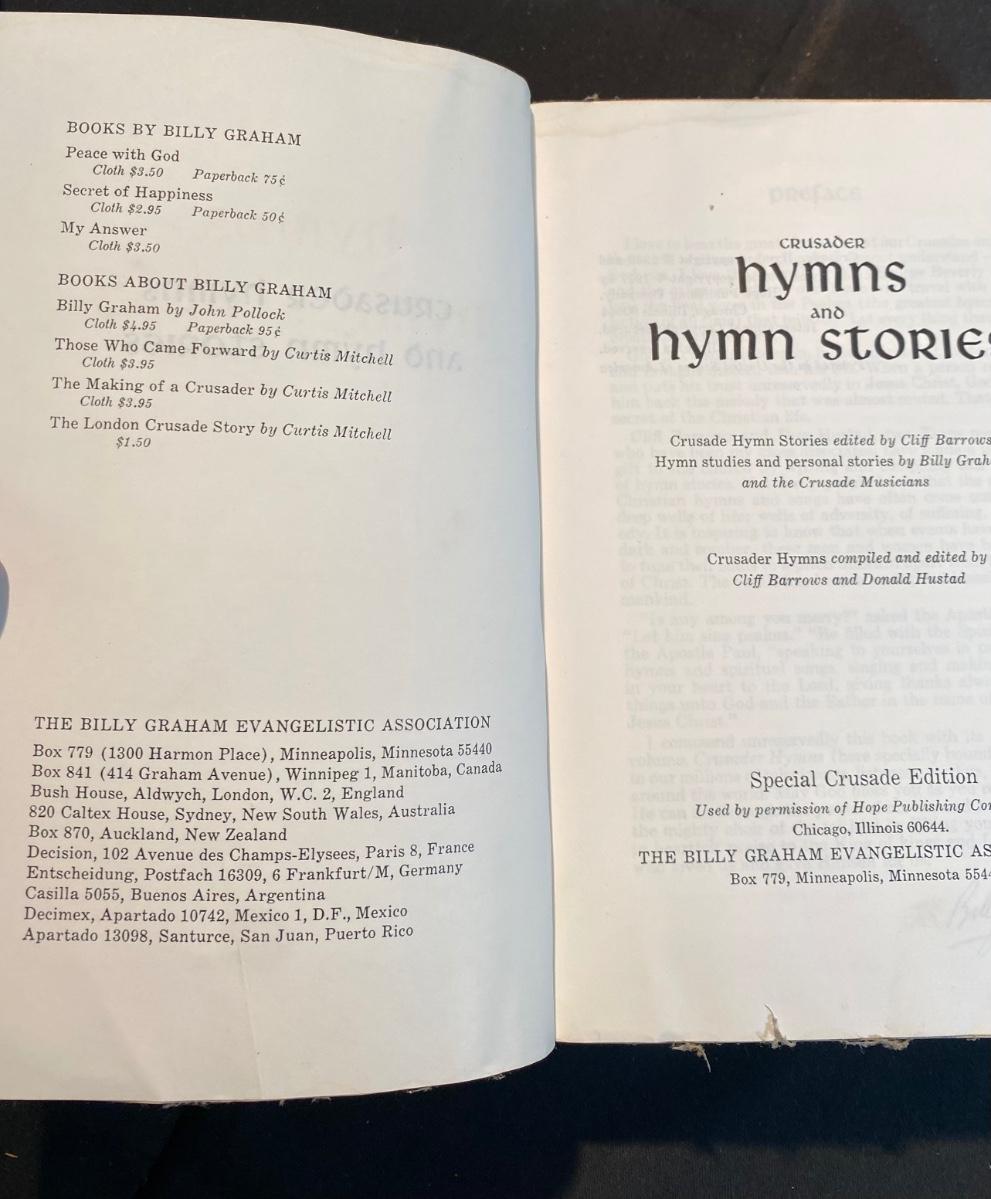 BOOKS BY BILLY GRAHAM
Peace with God
Cloth $3.50 Paperback 75¢
Secret of Happiness
Cloth $2.95 Paperback 50¢
My Answer
Cloth $3.50
BOOKS ABOUT BILLY GRAHAM
Billy Graham by John Pollock
Cloth $4.95 Paperback 95¢
Those Who Came Forward by Curtis Mitchell
Cloth $3.95
The Making of a Crusader by Curtis Mitchell
Cloth $3.95
The London Crusade Story by Curtis Mitchell
$1.50
THE BILLY GRAHAM EVANGELISTIC ASSOCIATION
Box 779 (1300 Harmon Place), Minneapolis, Minnesota 55440
Box 841 (414 Graham Avenue), Winnipeg 1, Manitoba, Canada
Bush House, Aldwych, London, W.C. 2, England
820 Caltex House, Sydney, New South Wales, Australia
Box 870, Auckland, New Zealand
Decision, 102 Avenue des Champs-Elysees, Paris 8, France
Entscheidung, Postfach 16309, 6 Frankfurt/M, Germany
Casilla 5055, Buenos Aires, Argentina
Decimex, Apartado 10742, Mexico 1, D.F., Mexico
Apartado 13098, Santurce, San Juan, Puerto Rico
CRUSADER
hymns
and
hymn STORIES
Crusade Hymn Stories edited by Cliff Barrows
Hymn studies and personal stories by Billy Grah
and the Crusade Musicians
Crusader Hymns compiled and edited by
Cliff Barrows and Donald Hustad
Special Crusade Edition
Used by permission of Hope Publishing Co
Chicago, Illinois 60644.
THE BILLY GRAHAM EVANGELISTIC AS
Box 779, Minneapolis, Minnesota 554